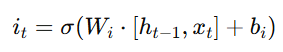 i_t = σ(W_i · [h_{t−1}, x_t] + b_i)